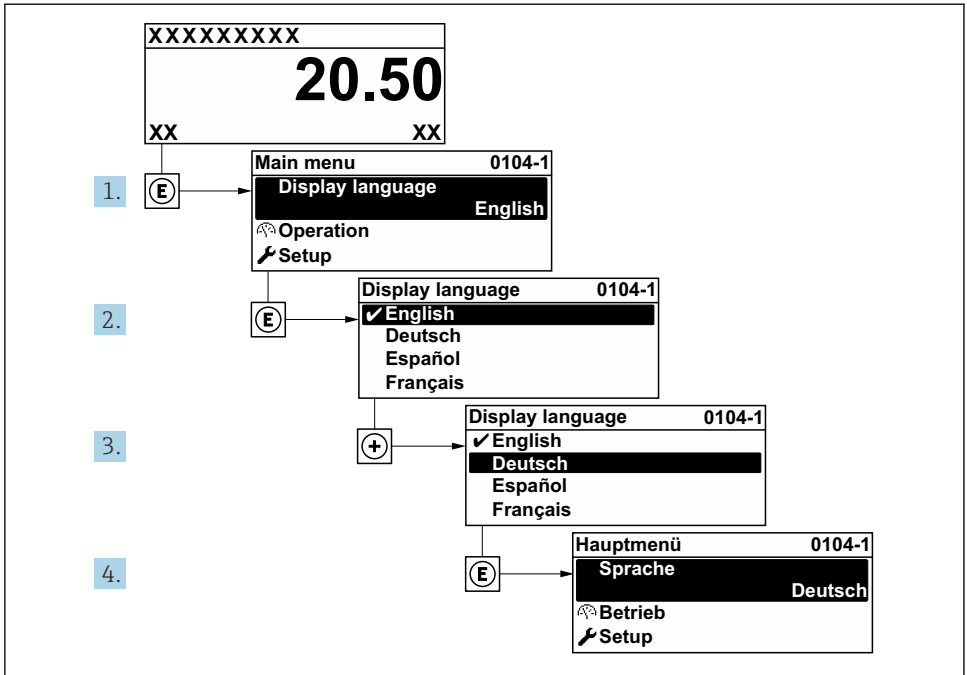 XXXXXXXXX
20.50
XX XX
1. E
Main menu 0104-1
Display language
English
Operation
Setup
2. E
Display language 0104-1
✔English
Deutsch
Español
Français
3. +
Display language 0104-1
✔English
Deutsch
Español
Français
4. E
Hauptmenü 0104-1
Sprache
Deutsch
Betrieb
Setup